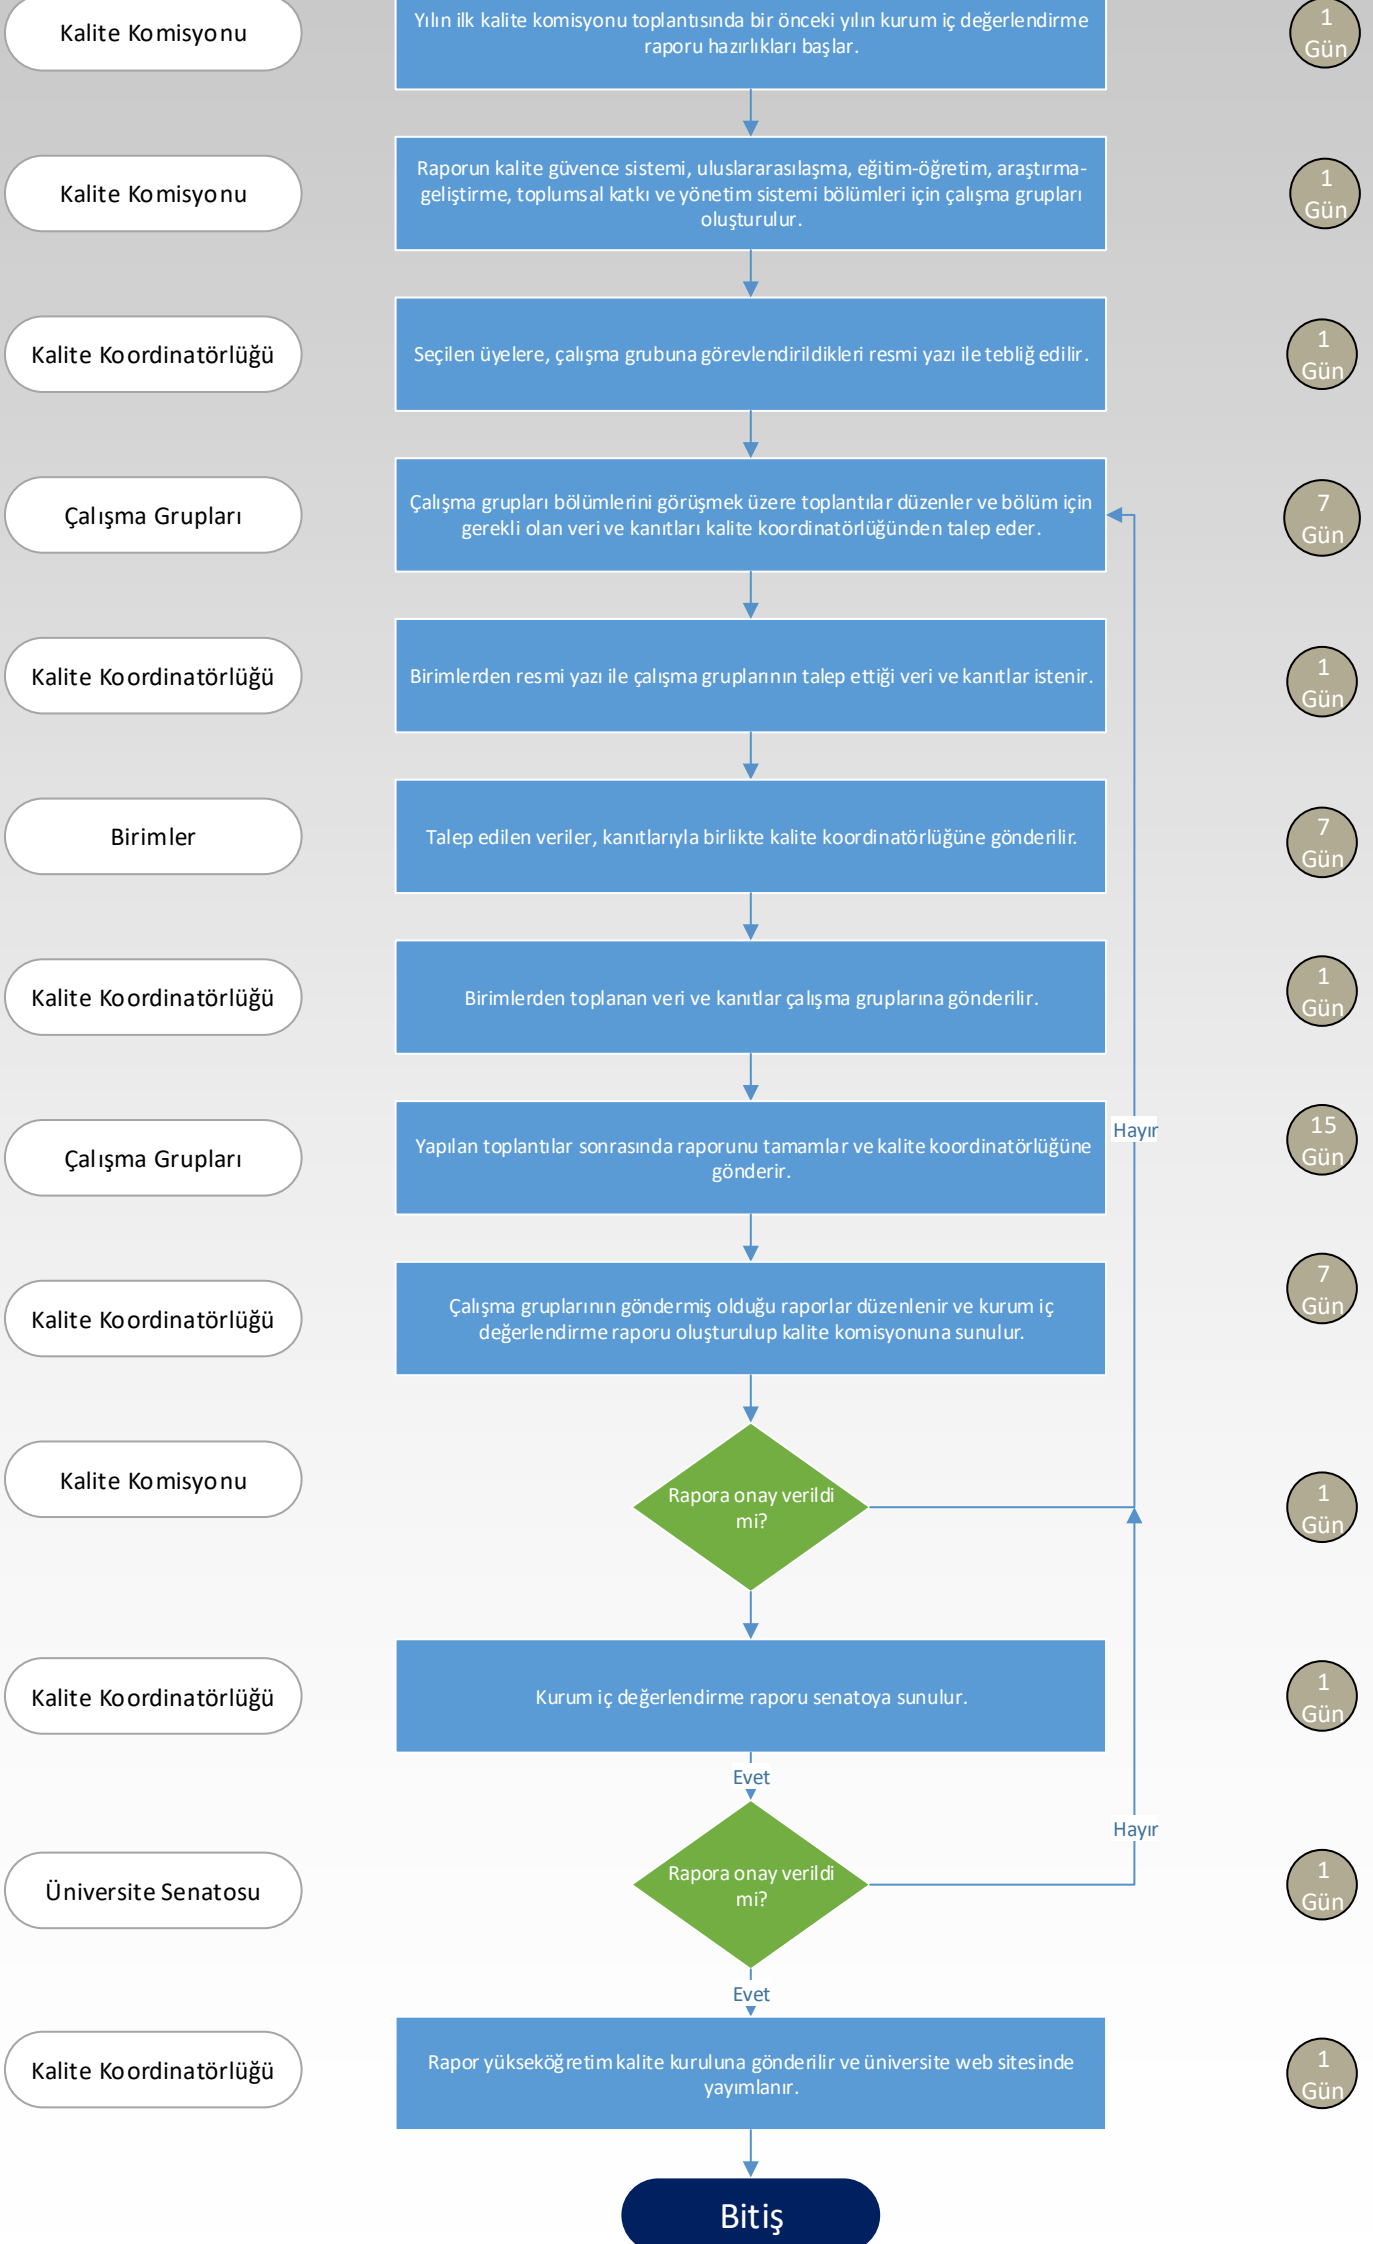 Kalite Komisyonu
Yılın ilk kalite komisyonu toplantısında bir önceki yılın kurum iç değerlendirme
raporu hazırlıkları başlar.
1
Gün
Kalite Komisyonu
Raporun kalite güvence sistemi, uluslararasılaşma, eğitim-öğretim, araştırma-
geliştirme, toplumsal katkı ve yönetim sistemi bölümleri için çalışma grupları
oluşturulur.
1
Gün
Kalite Koordinatörlüğü
Seçilen üyelere, çalışma grubuna görevlendirildikleri resmi yazı ile tebliğ edilir.
1
Gün
Çalışma Grupları
Çalışma grupları bölümlerini görüşmek üzere toplantılar düzenler ve bölüm için
gerekli olan veri ve kanıtları kalite koordinatörlüğünden talep eder.
7
Gün
Kalite Koordinatörlüğü
Birimlerden resmi yazı ile çalışma gruplarının talep ettiği veri ve kanıtlar istenir.
1
Gün
Birimler
Talep edilen veriler, kanıtlarıyla birlikte kalite koordinatörlüğüne gönderilir.
7
Gün
Kalite Koordinatörlüğü
Birimlerden toplanan veri ve kanıtlar çalışma gruplarına gönderilir.
1
Gün
Çalışma Grupları
Yapılan toplantılar sonrasında raporunu tamamlar ve kalite koordinatörlüğüne
gönderir.
Hayır
15
Gün
Kalite Koordinatörlüğü
Çalışma gruplarının göndermiş olduğu raporlar düzenlenir ve kurum iç
değerlendirme raporu oluşturulup kalite komisyonuna sunulur.
7
Gün
Kalite Komisyonu
Rapora onay verildi
mi?
1
Gün
Kalite Koordinatörlüğü
Kurum iç değerlendirme raporu senatoya sunulur.
1
Gün
Evet
Hayır
Üniversite Senatosu
Rapora onay verildi
mi?
1
Gün
Evet
Kalite Koordinatörlüğü
Rapor yükseköğretim kalite kuruluna gönderilir ve üniversite web sitesinde
yayımlanır.
1
Gün
Bitiş